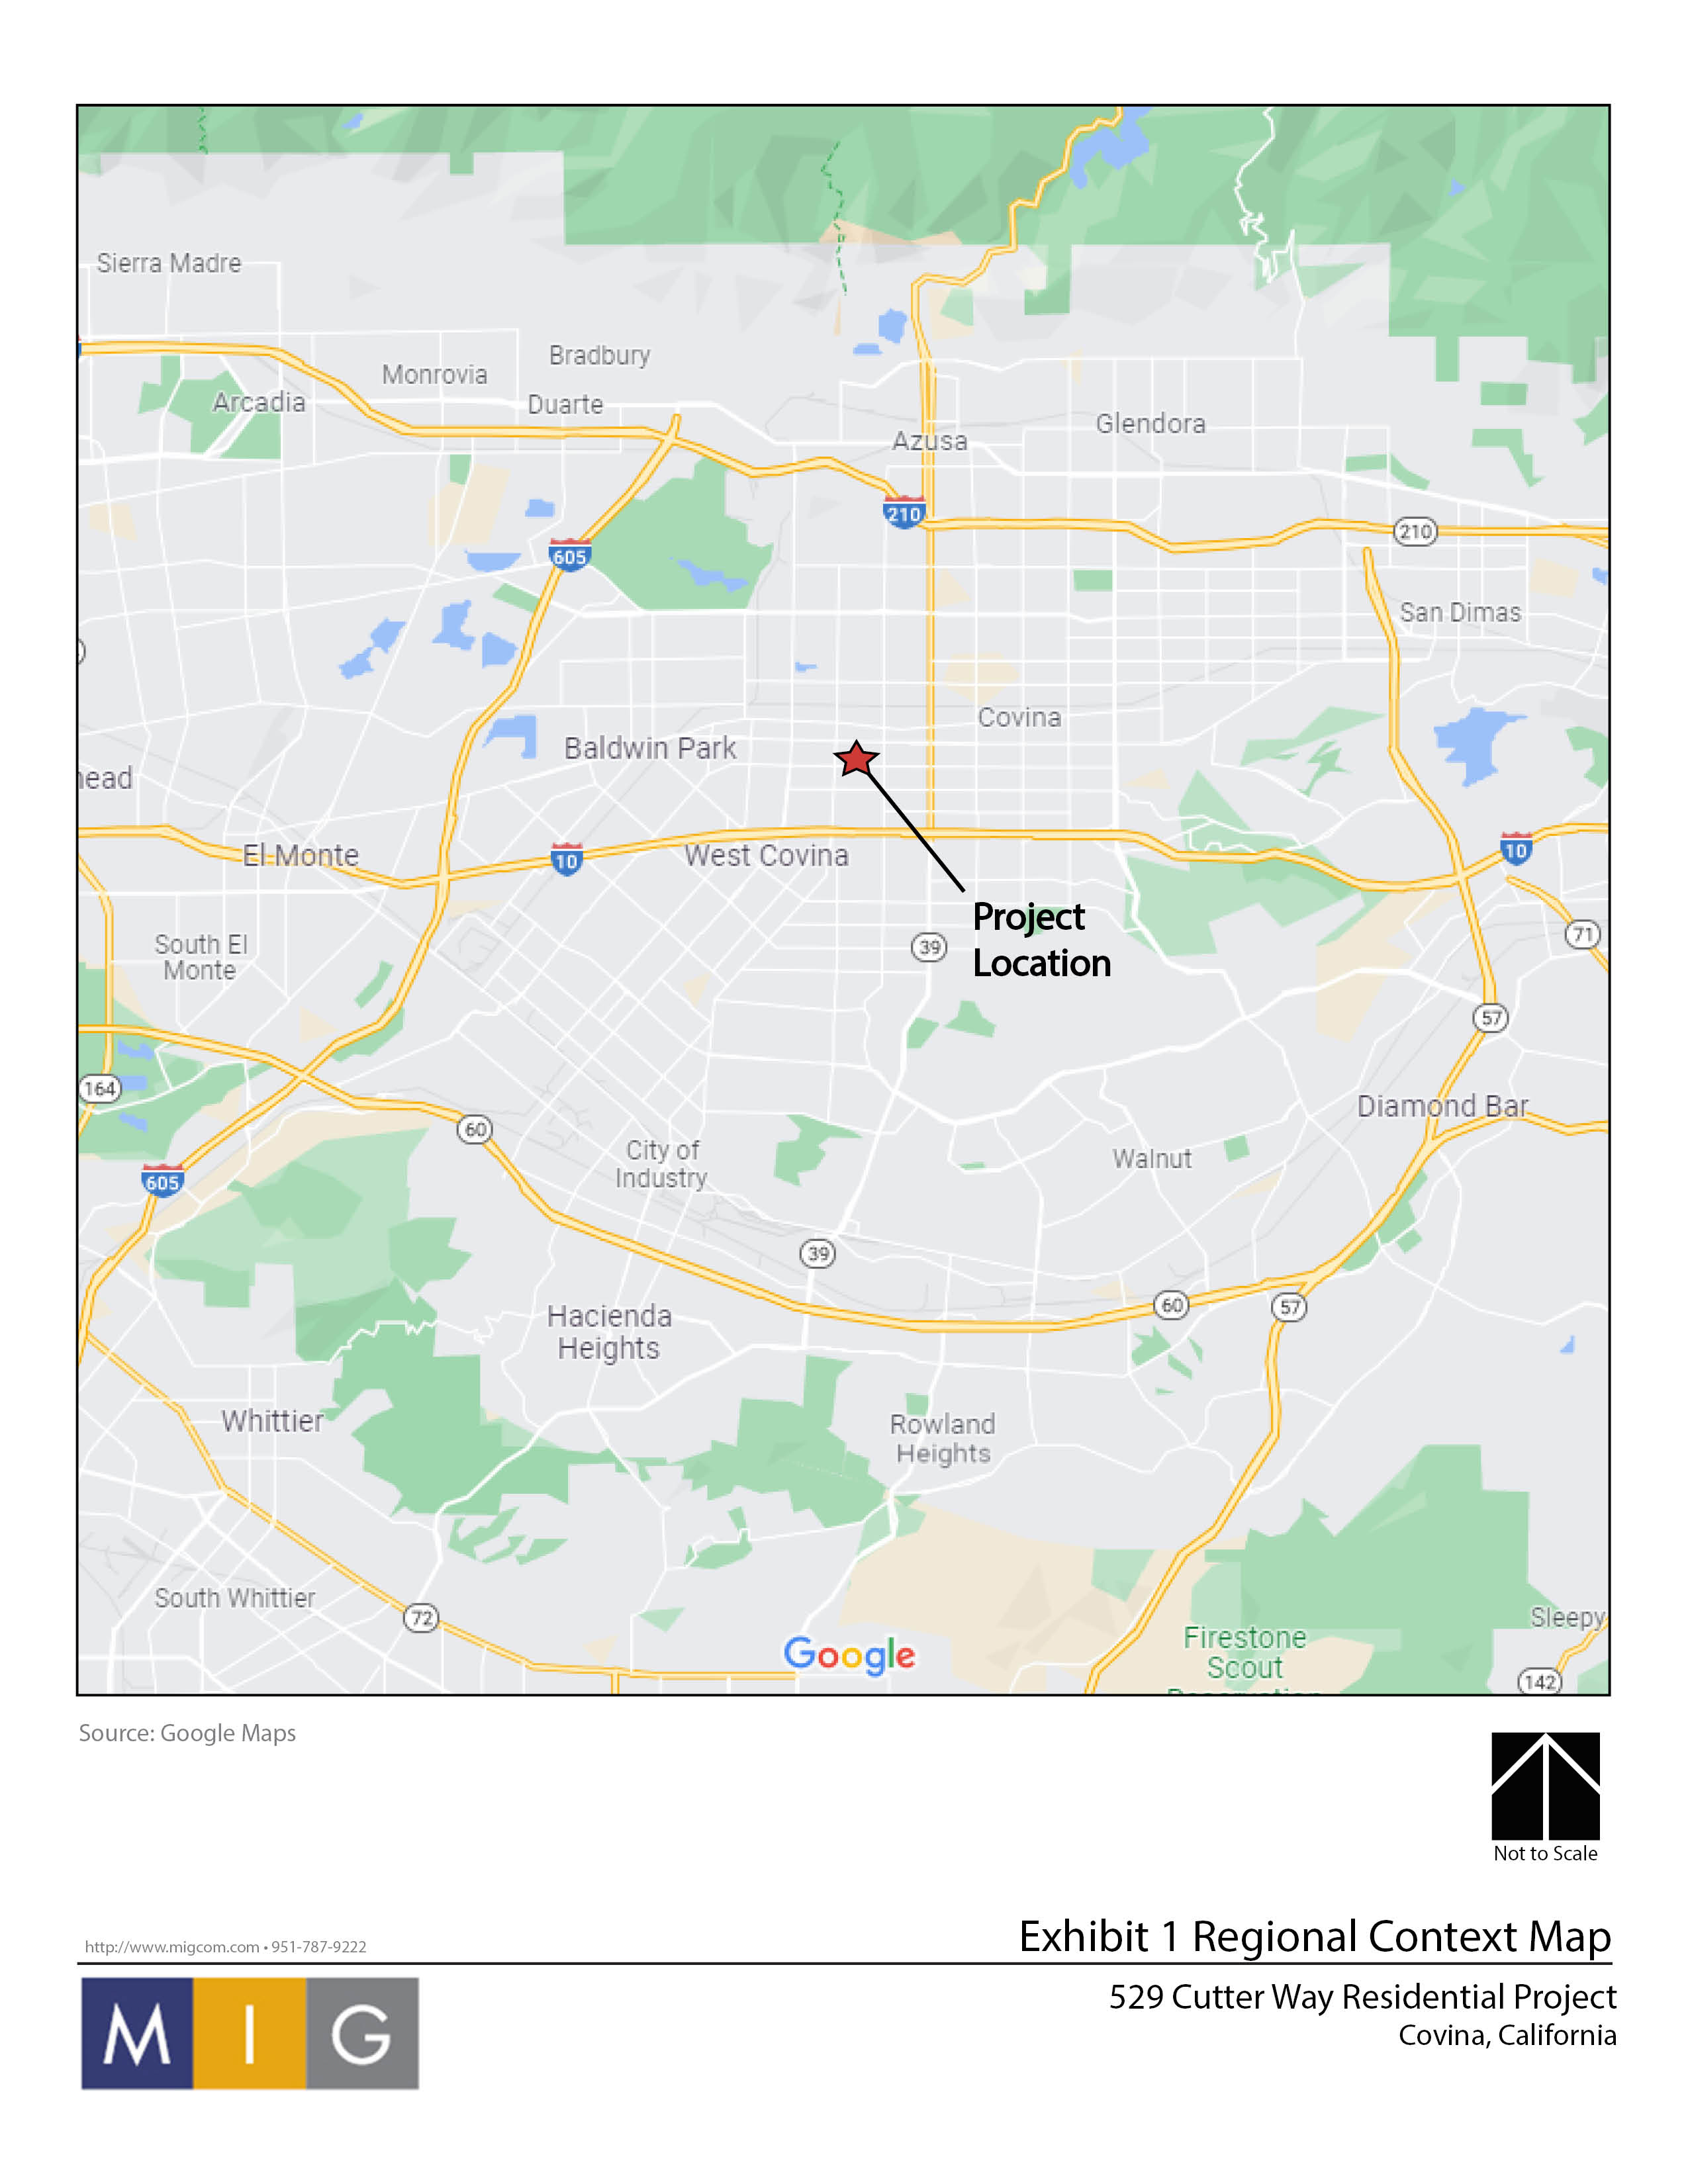 Sierra Madre
Bradbury
Monrovia
Arcadia
Duarte
Glendora
Azusa
210
210
605
San Dimas
Covina
Baldwin Park
ead
El Monte
10
West Covina
10
Project
Location
South El
Monte
39
71
57
164
Diamond Bar
60
City of
Industry
Walnut
605
39
60
57
Hacienda
Heights
Whittier
Rowland
Heights
South Whittier
72
Google
Firestone
Scout
Sleepy
142
Source: Google Maps
Not to Scale
Exhibit 1 Regional Context Map
http://www.migcom.com • 951-787-9222
529 Cutter Way Residential Project
Covina, California
MIG